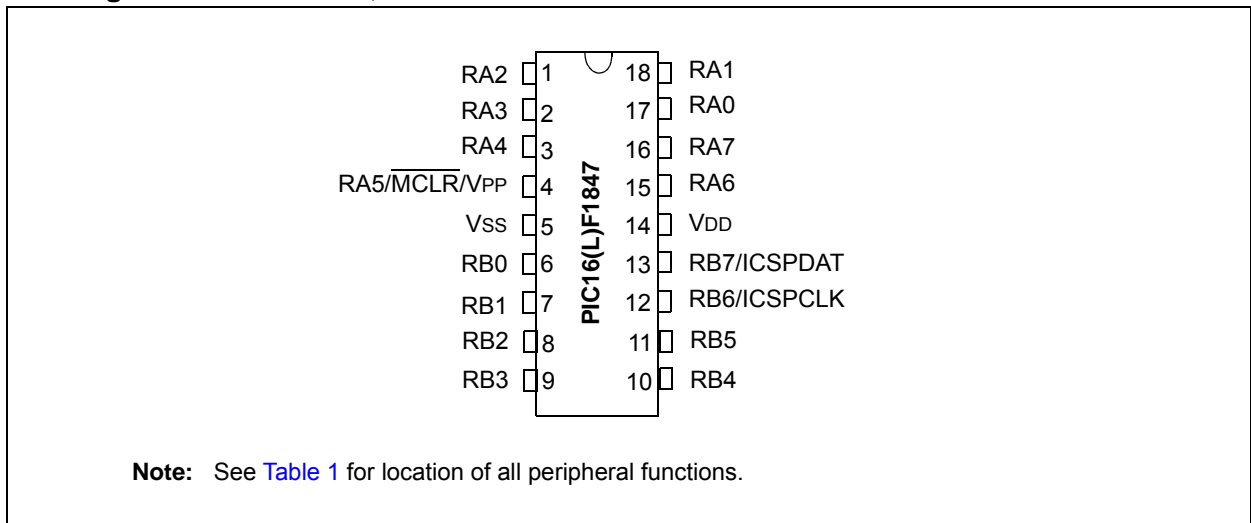 RA2 1 18 RA1
RA3 2 17 RA0
RA4 3 16 RA7
RA5/MCLR/VPP 4 15 RA6
VSS 5 14 VDD
RB0 6 13 RB7/ICSPDAT
RB1 7 12 RB6/ICSPCLK
RB2 8 11 RB5
RB3 9 10 RB4
PIC16(L)F1847
Note: See Table 1 for location of all peripheral functions.